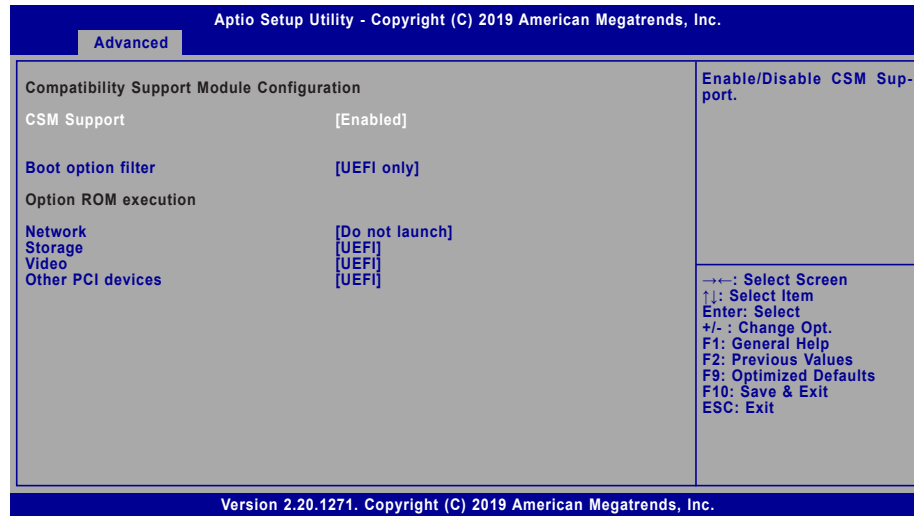 Aptio Setup Utility - Copyright (C) 2019 American Megatrends, Inc.
Advanced
Compatibility Support Module Configuration
CSM Support [Enabled]
Boot option filter [UEFI only]
Option ROM execution
Network [Do not launch]
Storage [UEFI]
Video [UEFI]
Other PCI devices [UEFI]
Enable/Disable CSM Sup-
port.
→←: Select Screen
↑↓: Select Item
Enter: Select
+/- : Change Opt.
F1: General Help
F2: Previous Values
F9: Optimized Defaults
F10: Save & Exit
ESC: Exit
Version 2.20.1271. Copyright (C) 2019 American Megatrends, Inc.